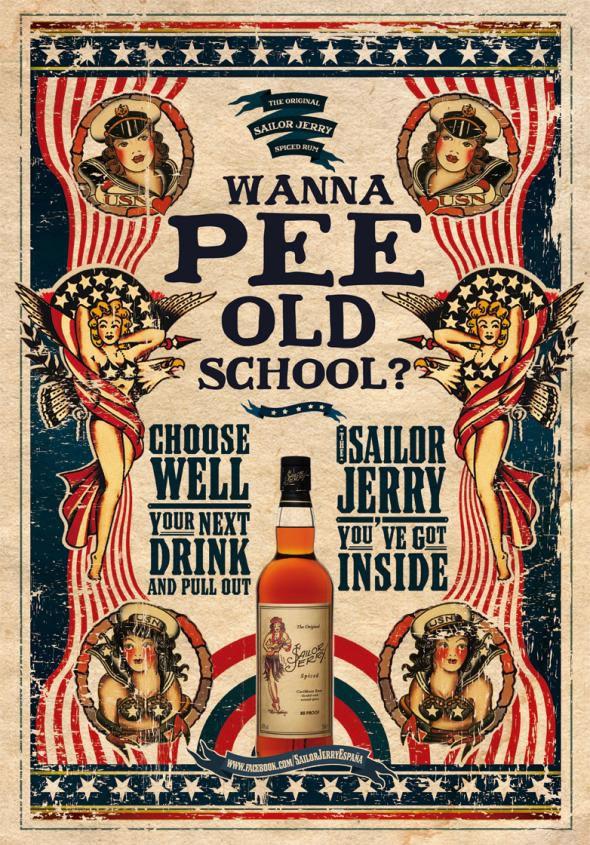 THE ORIGINAL
SAILOR JERRY
SPICED RUM
WANNA
PEE
OLD
SCHOOL?
CHOOSE
WELL
YOUR NEXT
DRINK
AND PULL OUT
THE SAILOR
JERRY
YOU'VE GOT
INSIDE
USN
USN
USN
USN
The Original
SAILOR
JERRY
Spiced
Caribbean Rum
WWW.FACEBOOK.COM/SAILORJERRYESPAÑA